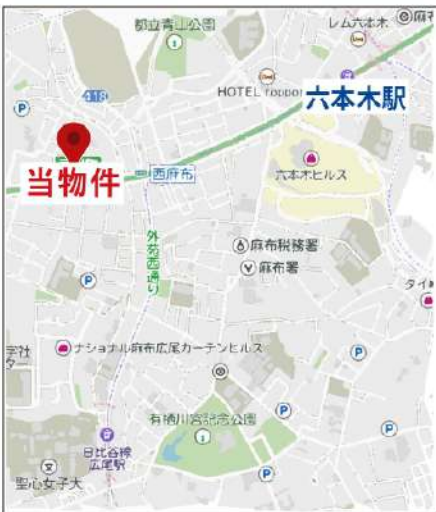 都立青山公園
レム六本木
HOTEL
六本木駅
418
当物件
西麻布
六本木ヒルズ
外苑西通り
麻布税務署
麻布署
タイ
ナショナル麻布広尾ガーデンヒルズ
有栖川宮記念公園
日比谷線
広尾駅
聖心女子大
P
P
P
P
P
P